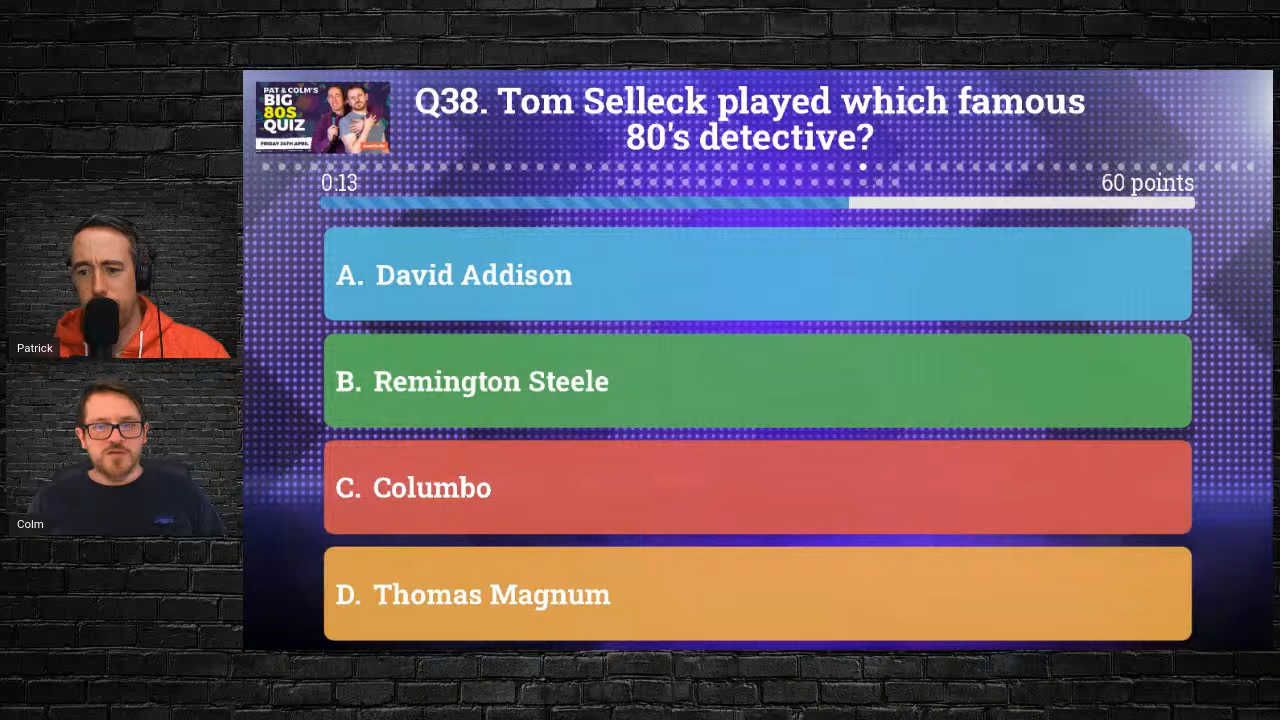 PAT & COLM'S
BIG
80S
QUIZ
FRIDAY 24TH APRIL
Q38. Tom Selleck played which famous
80's detective?
0:13
60 points
A. David Addison
B. Remington Steele
C. Columbo
D. Thomas Magnum
Patrick
Colm